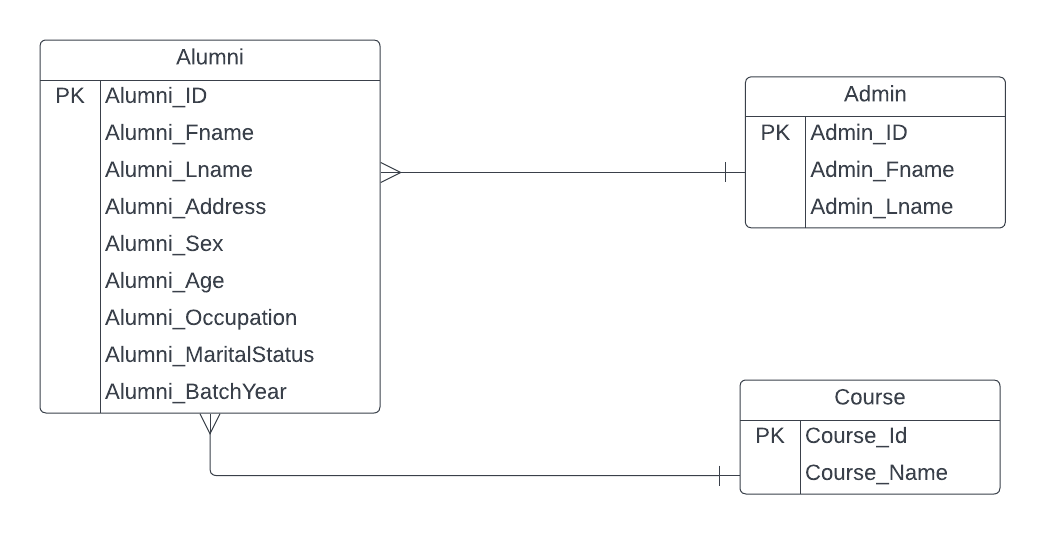 Alumni
PK Alumni_ID
Alumni_Fname
Alumni_Lname
Alumni_Address
Alumni_Sex
Alumni_Age
Alumni_Occupation
Alumni_MaritalStatus
Alumni_BatchYear
Admin
PK Admin_ID
Admin_Fname
Admin_Lname
Course
PK Course_Id
Course_Name